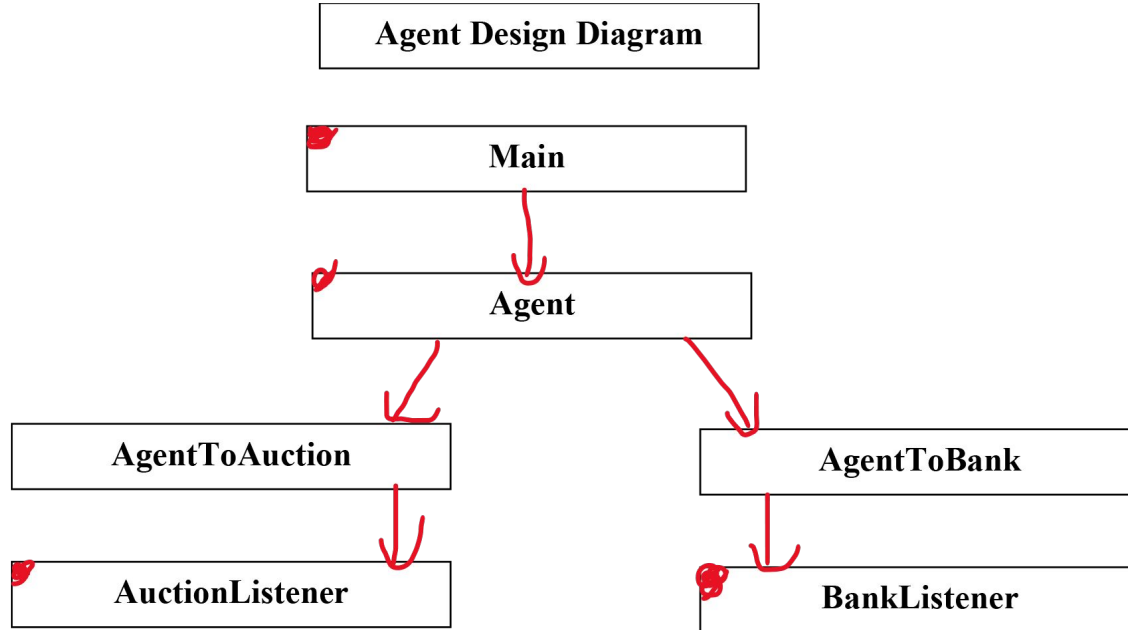 Agent Design Diagram
Main
Agent
AgentToAuction
AgentToBank
AuctionListener
BankListener